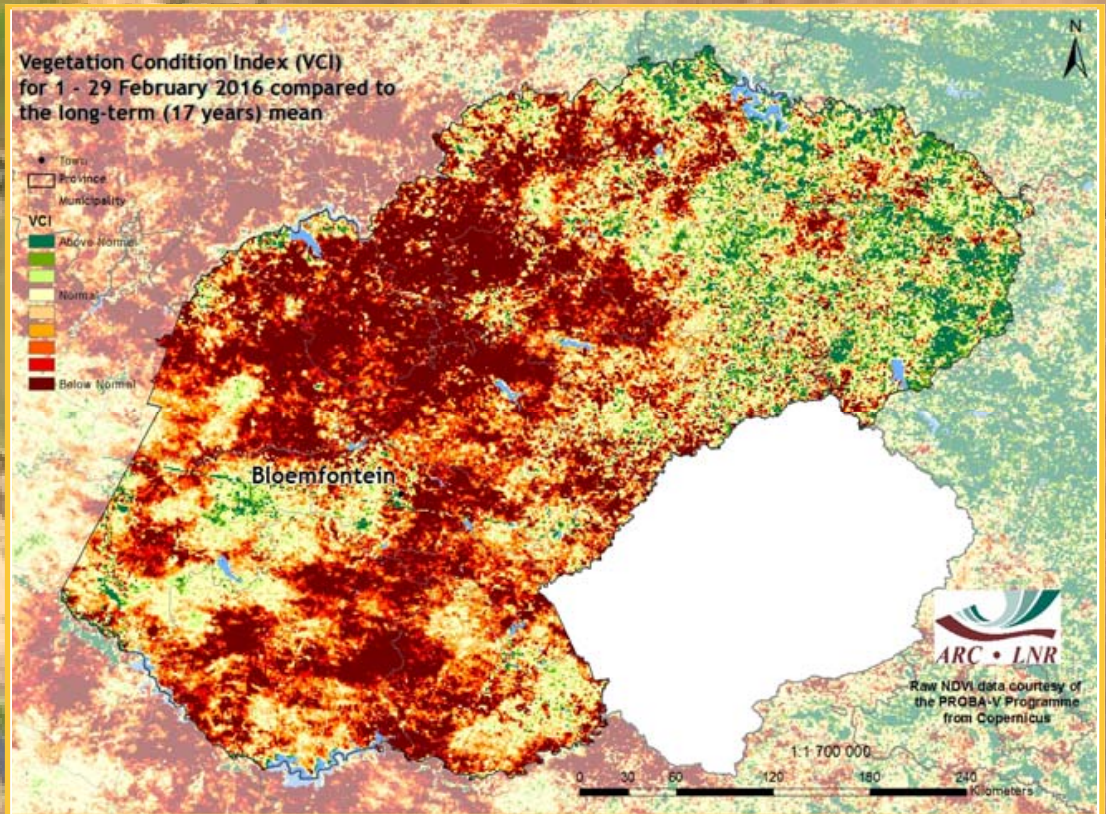 Vegetation Condition Index (VCI)
for 1 - 29 February 2016 compared to
the long-term (17 years) mean
N
Town
Province
Municipality
VCI
Above Normal
Normal
Below Normal
Bloemfontein
ARC • LNR
Raw NDVI data courtesy of
the PROBA-V Programme
from Copernicus
1:1 700 000
0 30 60 120 180 240
Kilometers